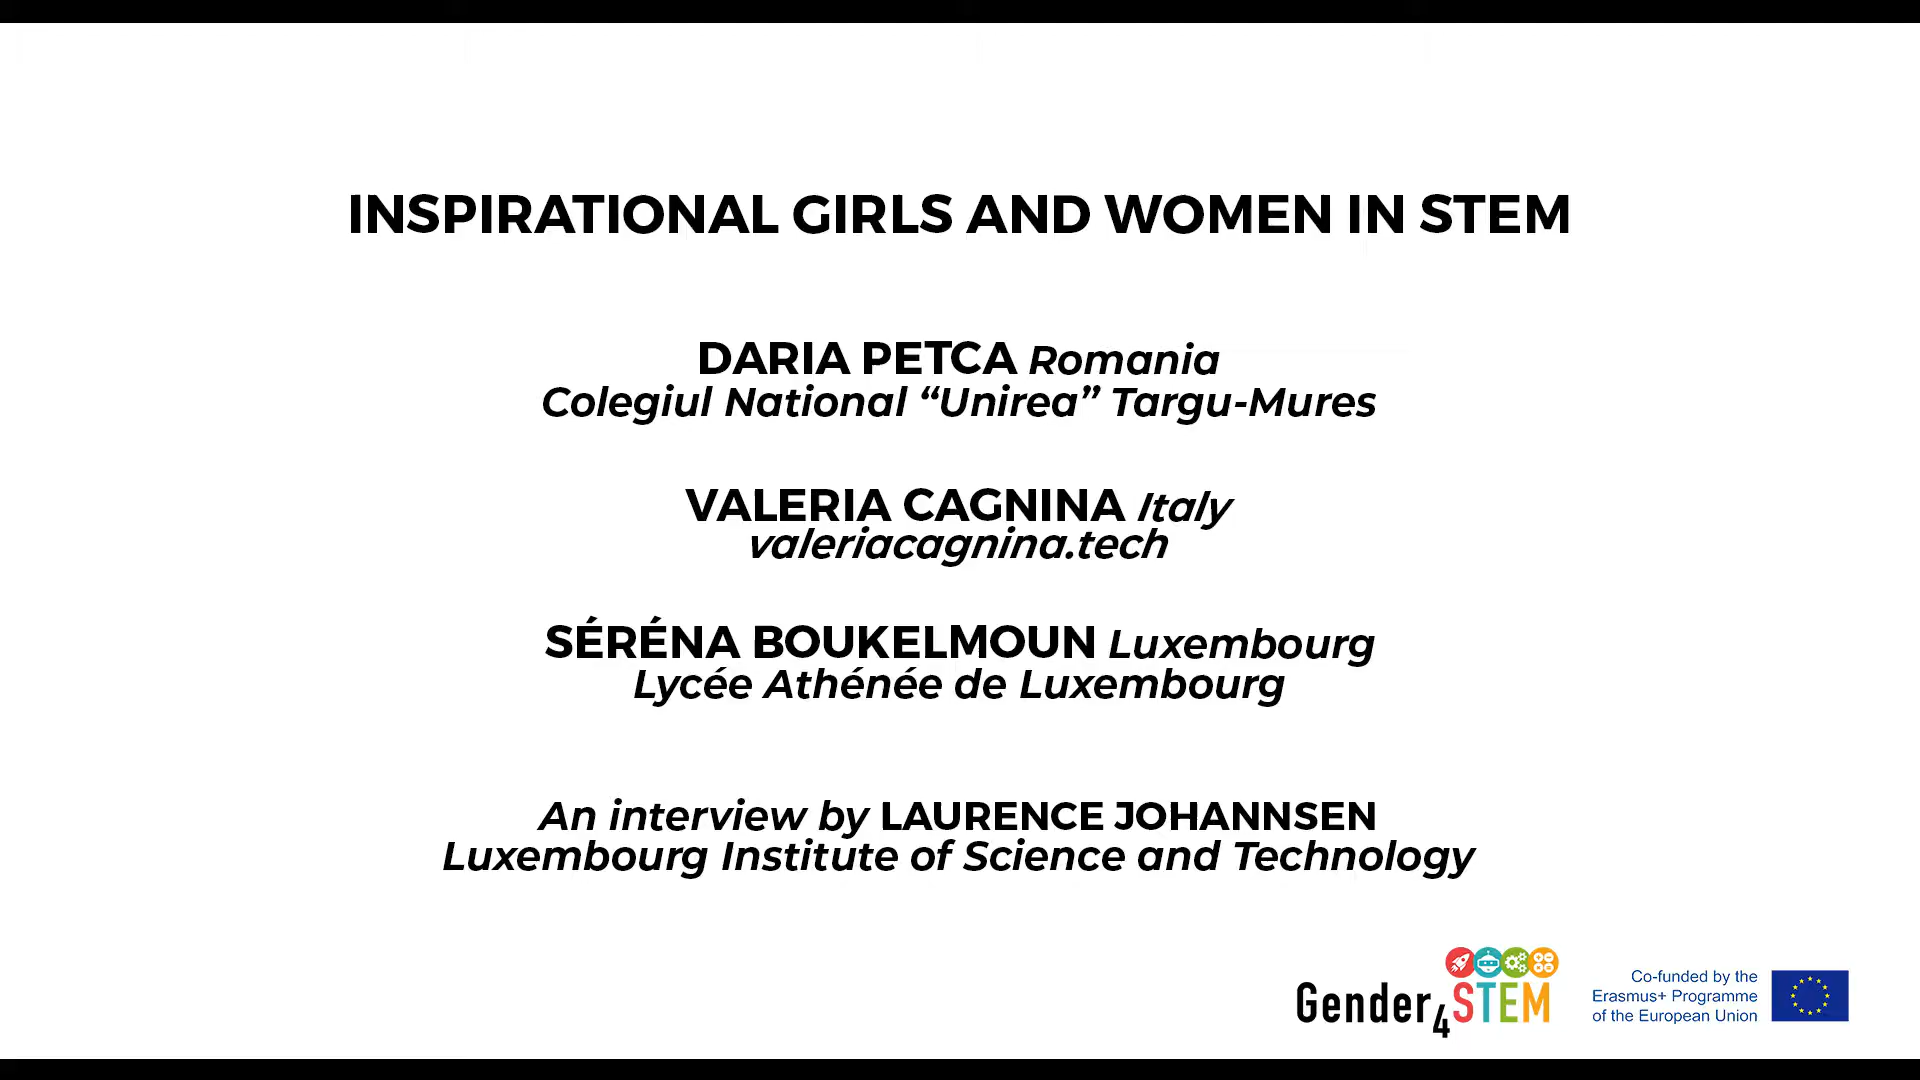 INSPIRATIONAL GIRLS AND WOMEN IN STEM
DARIA PETCA Romania
Colegiul National “Unirea” Targu-Mures
VALERIA CAGNINA Italy
valeriacagnina.tech
SÉRÉNA BOUKELMOUN Luxembourg
Lycée Athénée de Luxembourg
An interview by LAURENCE JOHANNSEN
Luxembourg Institute of Science and Technology
Gender4STEM
Co-funded by the
Erasmus+ Programme
of the European Union